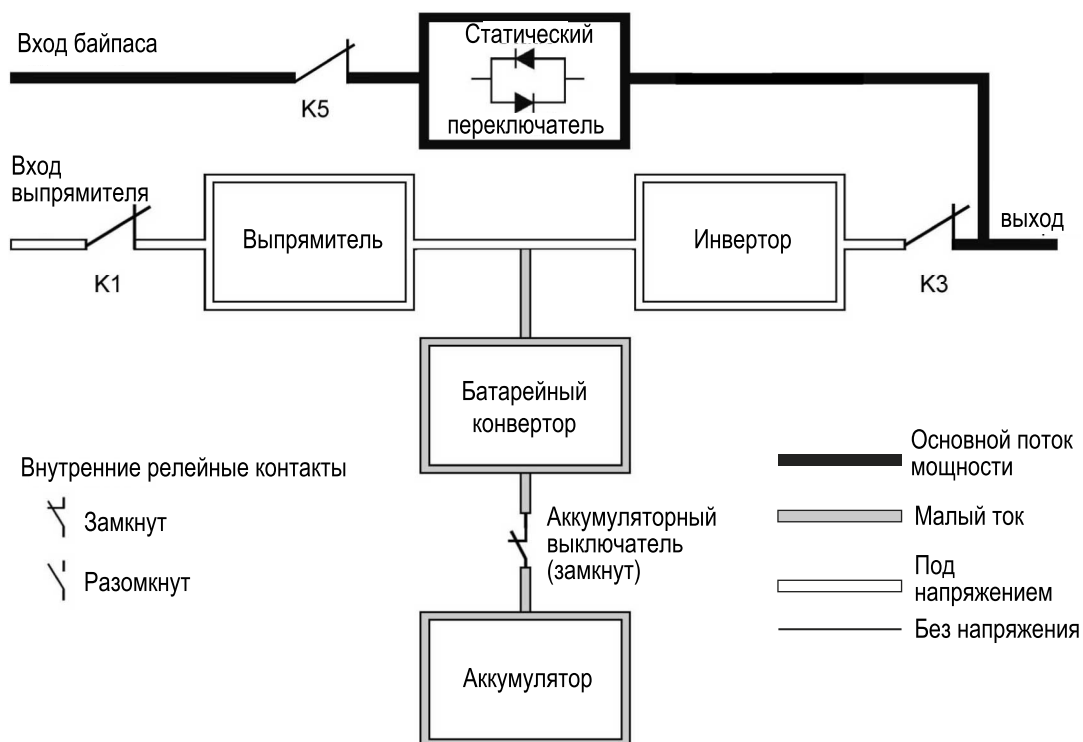 Вход байпаса
Статический
переключатель
K5
Вход
выпрямителя
K1
Выпрямитель
Инвертор
K3
выход
Батарейный
конвертор
Внутренние релейные контакты
Замкнут
Разомкнут
Аккумуляторный
выключатель
(замкнут)
Аккумулятор
Основной поток
мощности
Малый ток
Под
напряжением
Без напряжения